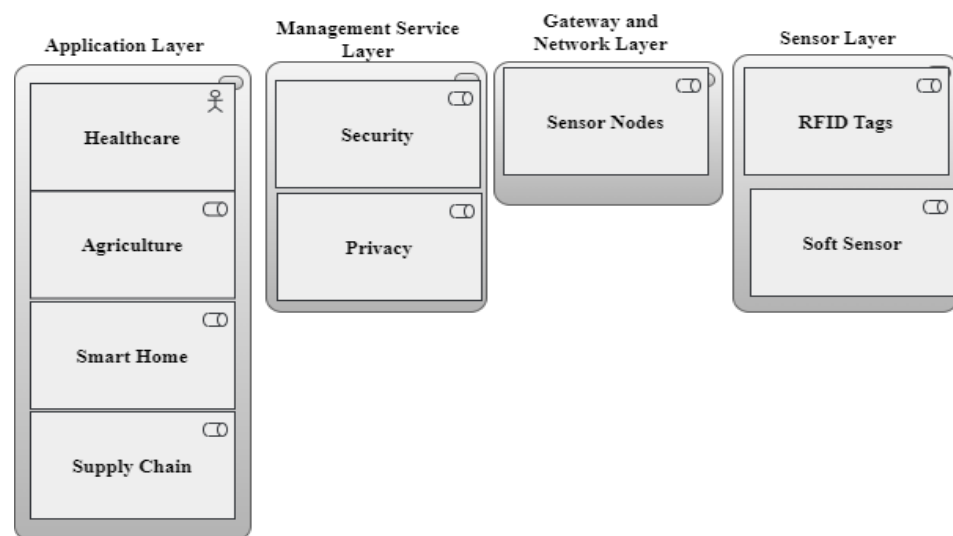 Application Layer
Healthcare
Agriculture
Smart Home
Supply Chain
Management Service
Layer
Security
Privacy
Gateway and
Network Layer
Sensor Nodes
Sensor Layer
RFID Tags
Soft Sensor